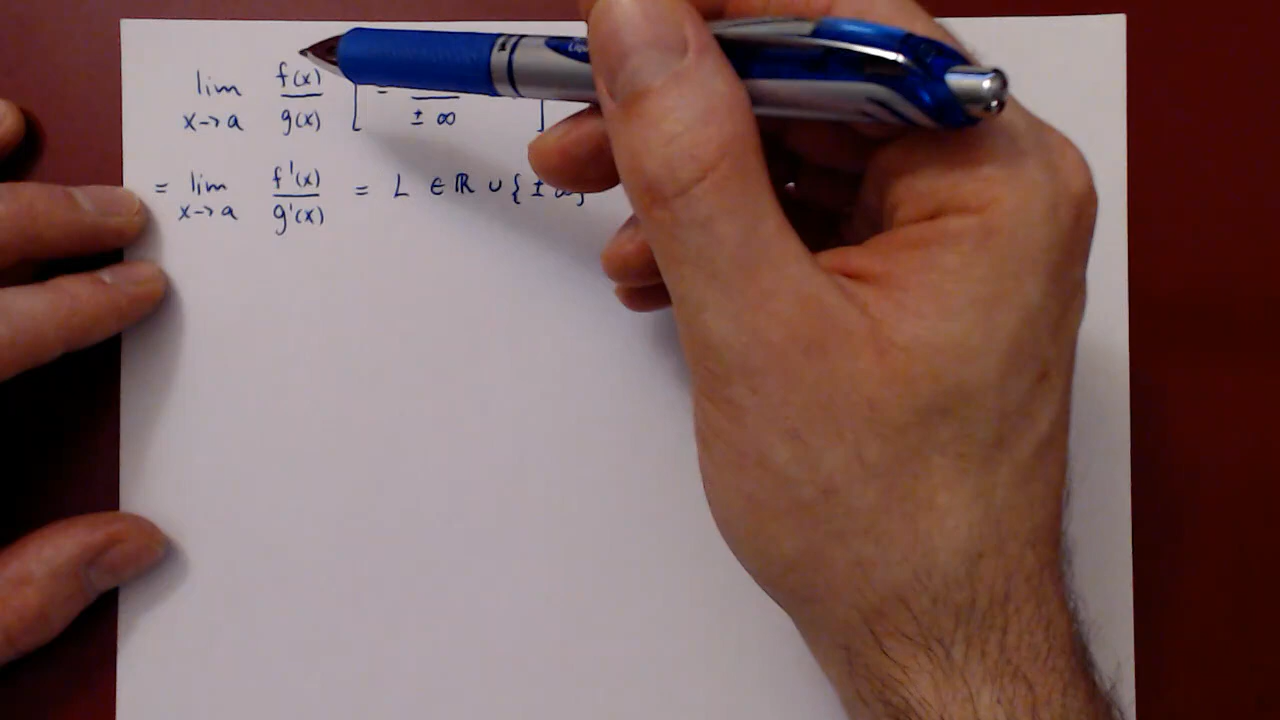 lim f(x)
x→a g(x) [ = ± ∞ ]
= lim f'(x) = L ∈ ℝ ∪ { ±
x→a g'(x)